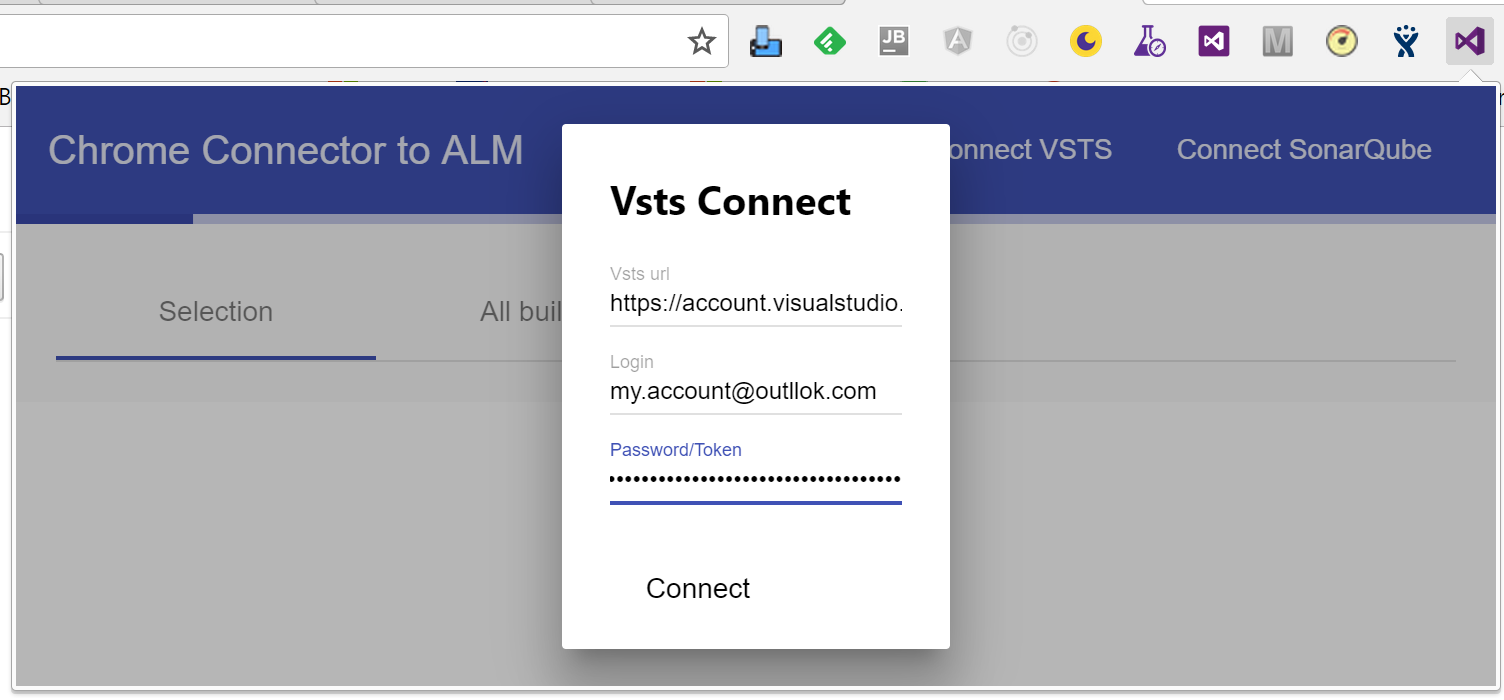 JB
M
B
Chrome Connector to ALM
onnect VSTS
Connect SonarQube
Vsts Connect
Selection
All buil
Vsts url
https://account.visualstudio.
Login
my.account@outllok.com
Password/Token
Connect